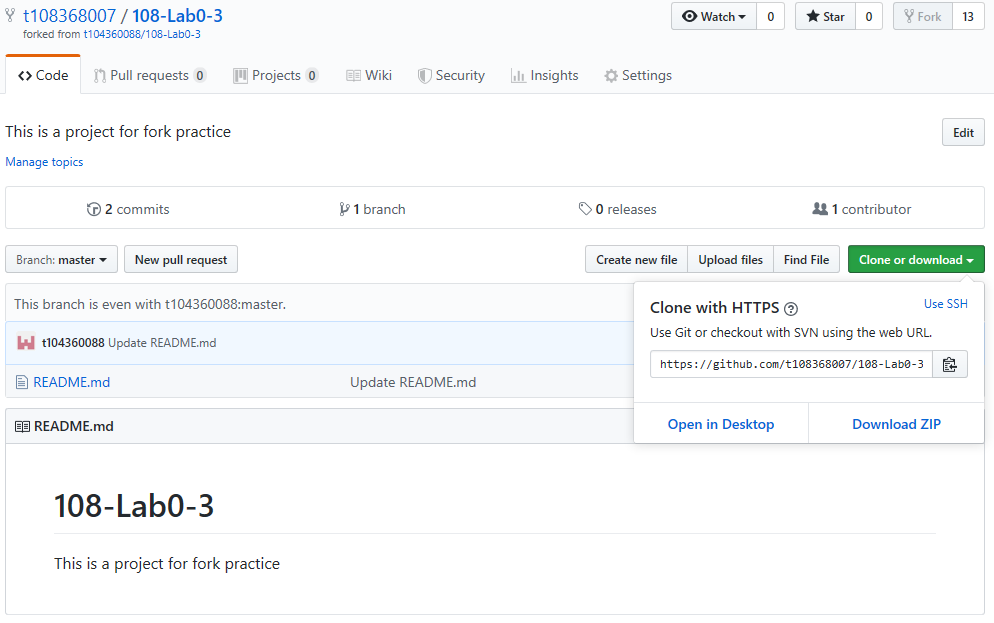 t108368007 / 108-Lab0-3
forked from t104360088/108-Lab0-3
Watch 0 Star 0 Fork 13
Code Pull requests 0 Projects 0 Wiki Security Insights Settings
This is a project for fork practice
Edit
Manage topics
2 commits 1 branch 0 releases 1 contributor
Branch: master New pull request Create new file Upload files Find File Clone or download
This branch is even with t104360088:master.
t104360088 Update README.md
README.md Update README.md
Clone with HTTPS ? Use SSH
Use Git or checkout with SVN using the web URL.
https://github.com/t108368007/108-Lab0-3
Open in Desktop Download ZIP
README.md
108-Lab0-3
This is a project for fork practice